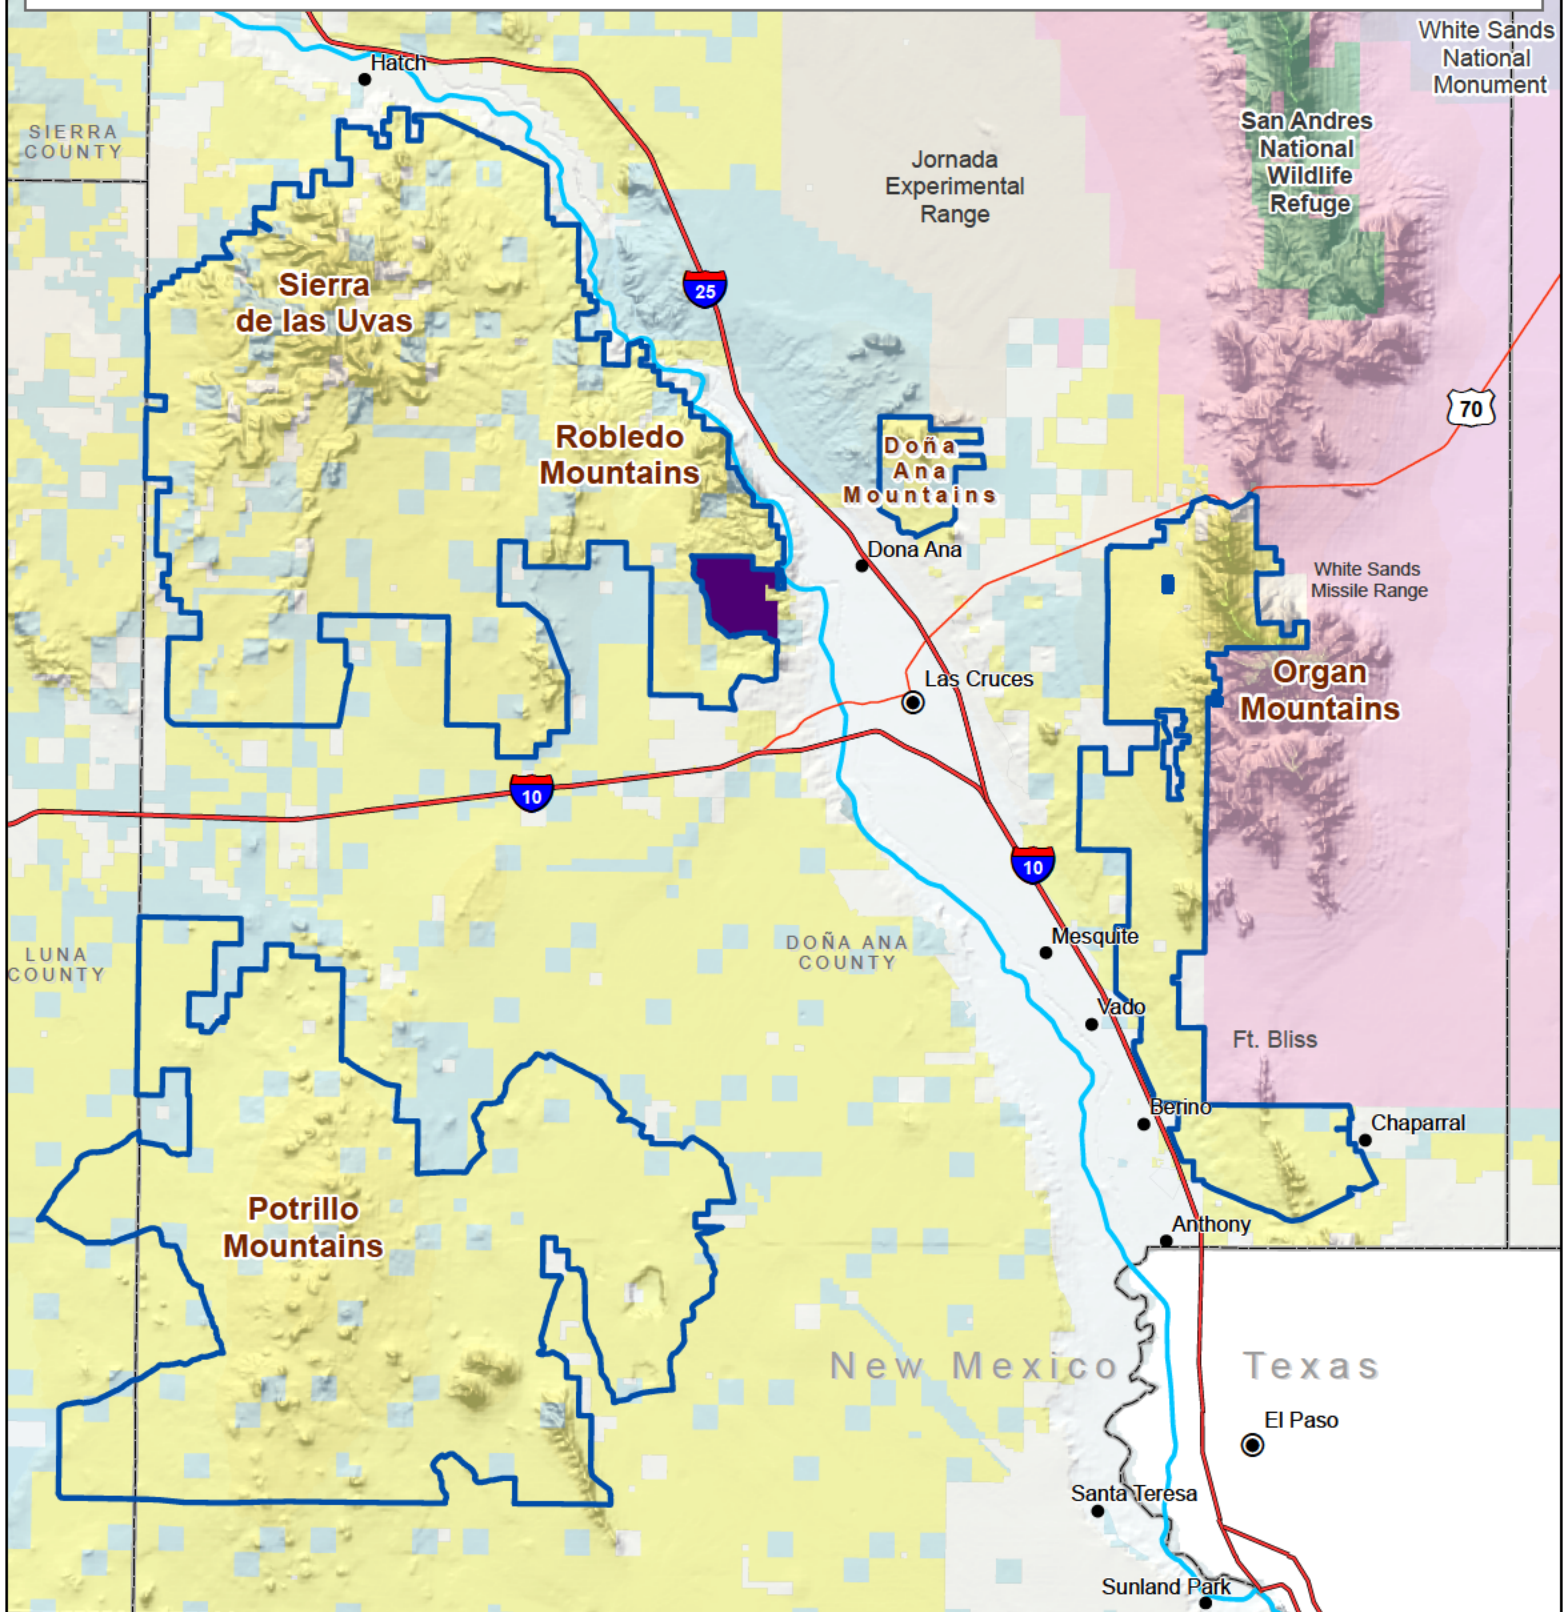 White Sands
National
Monument
Hatch
San Andres
National
Wildlife
Refuge
SIERRA
COUNTY
Jornada
Experimental
Range
Sierra
de las Uvas
25
70
Robledo
Mountains
Doña
Ana
Mountains
Dona Ana
White Sands
Missile Range
Las Cruces
Organ
Mountains
10
10
Mesquite
DOÑA ANA
COUNTY
LUNA
COUNTY
Vado
Ft. Bliss
Berino
Chaparral
Potrillo
Mountains
Anthony
New Mexico
Texas
El Paso
Santa Teresa
Sunland Park